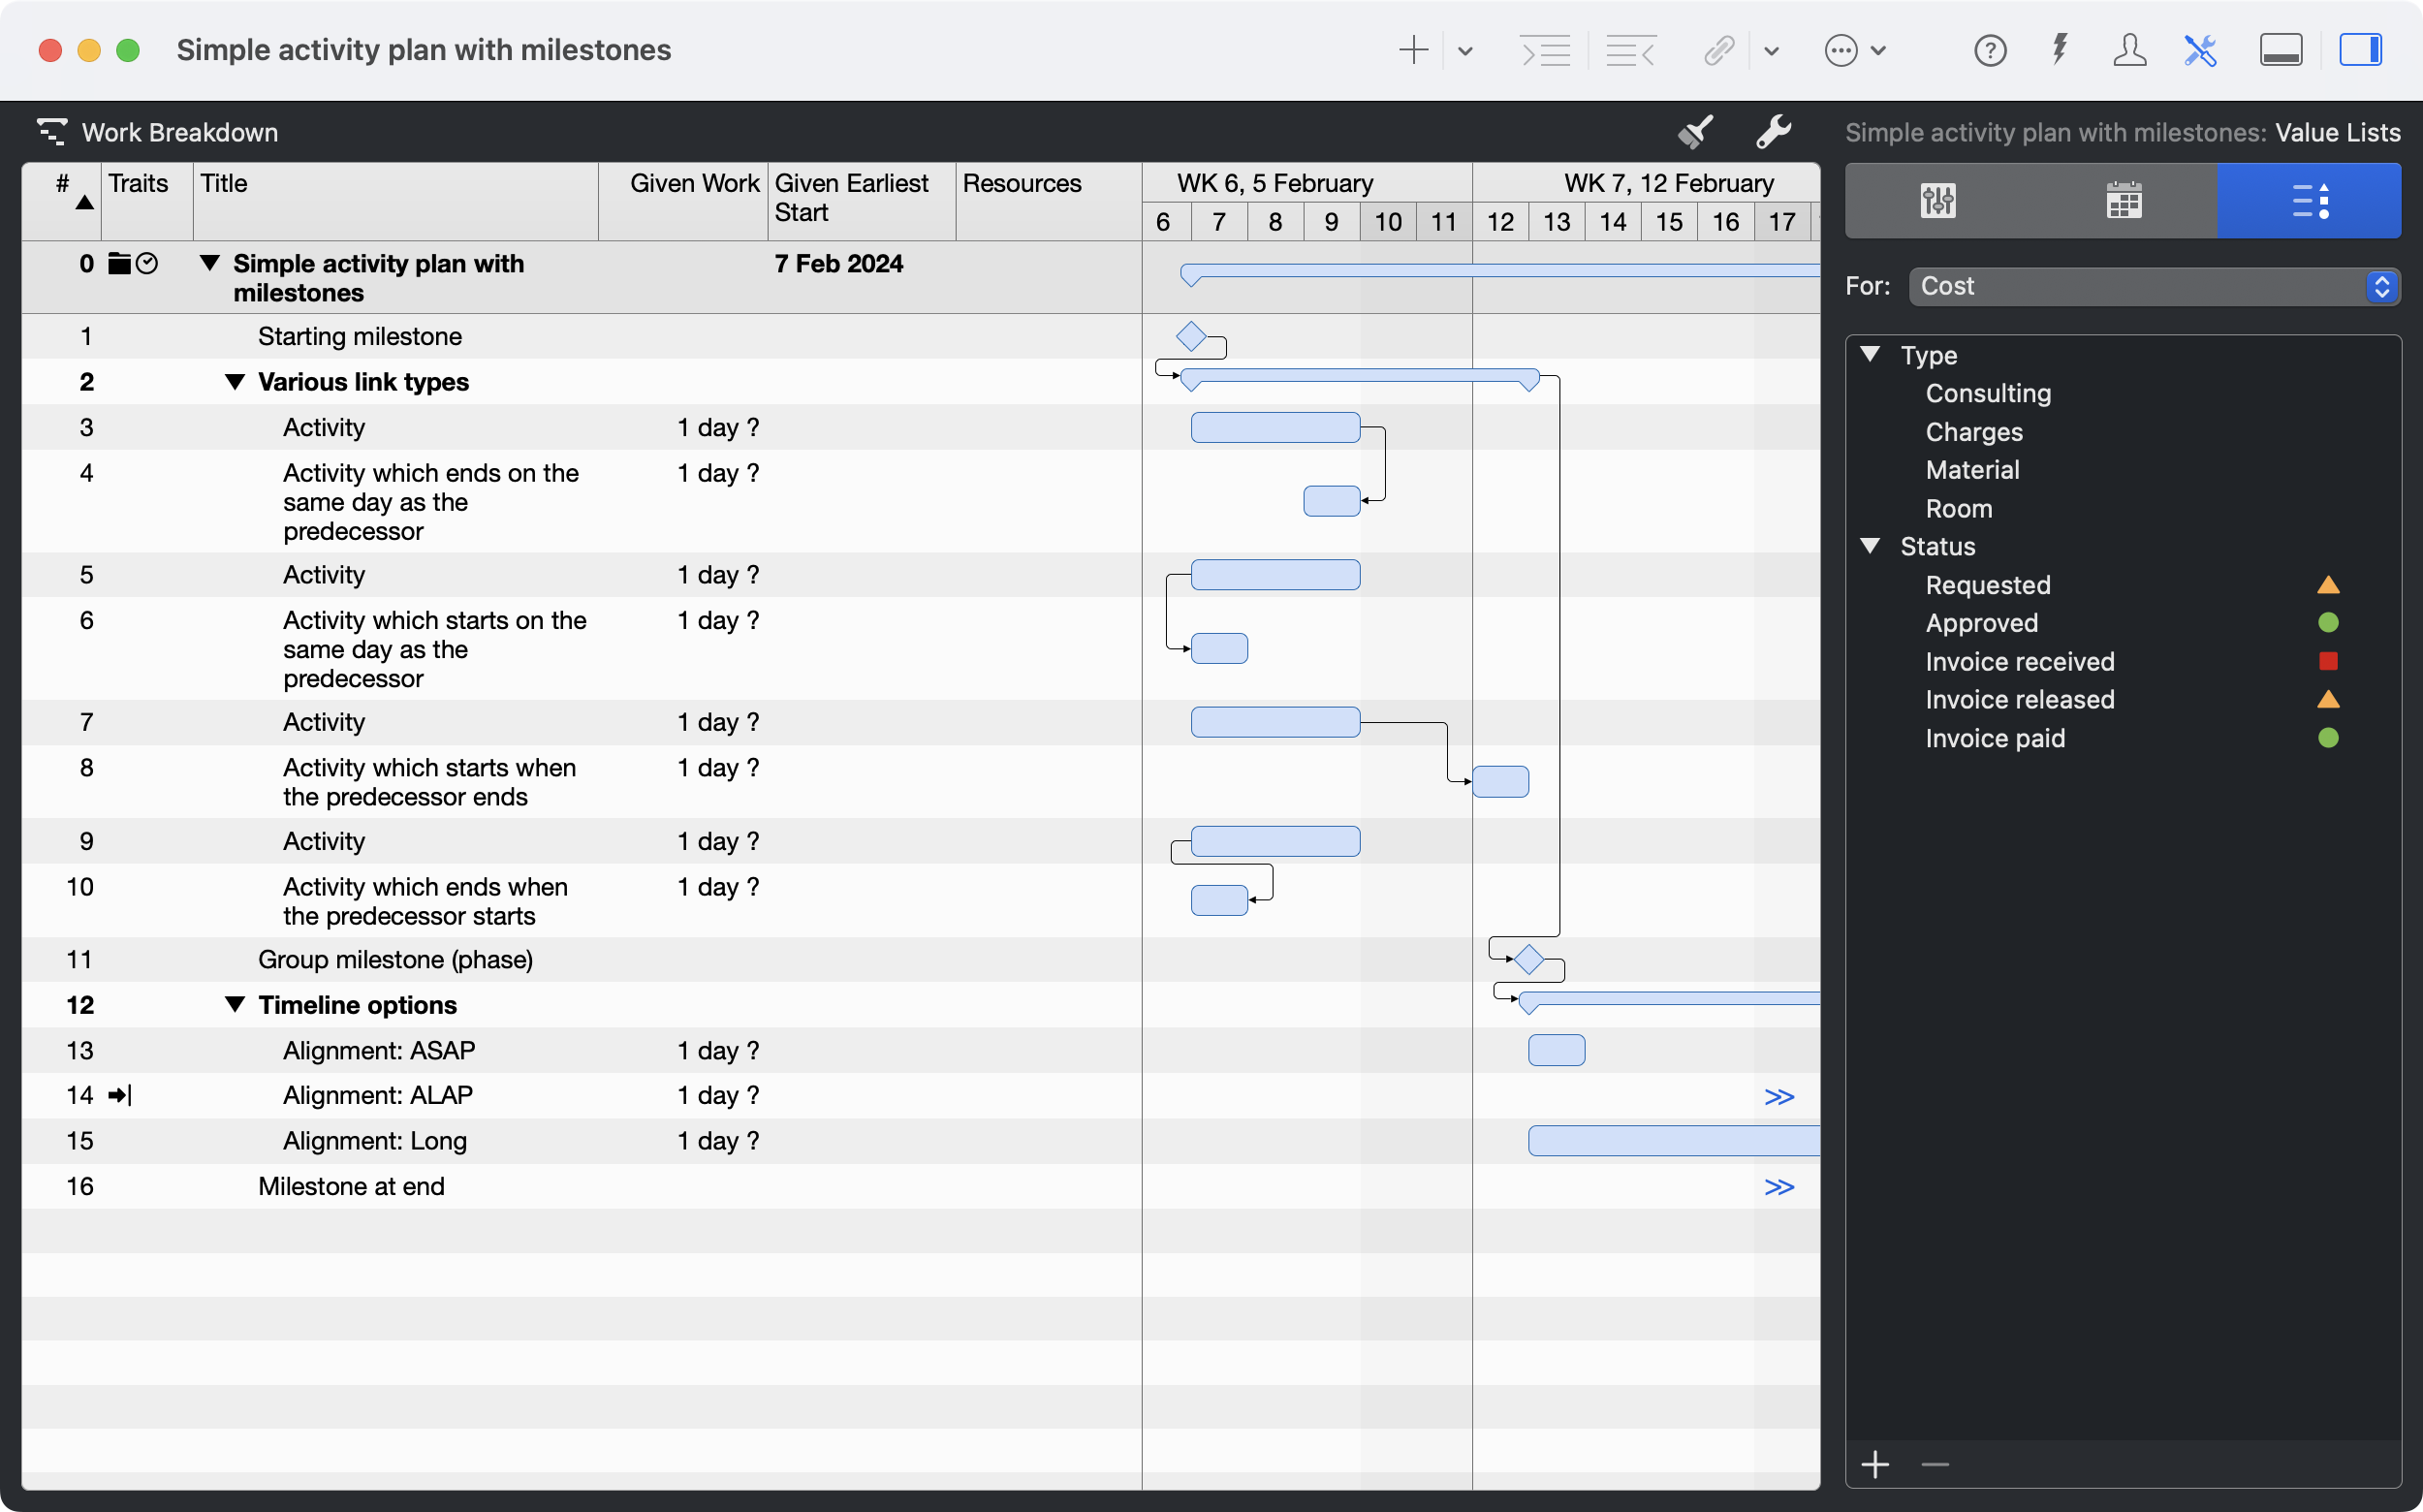 Simple activity plan with milestones
Work Breakdown
Simple activity plan with milestones: Value Lists
# Traits Title Given Work Given Earliest Start Resources
WK 6, 5 February WK 7, 12 February
6 7 8 9 10 11 12 13 14 15 16 17
For: Cost
0 Simple activity plan with 7 Feb 2024
milestones
1 Starting milestone
2 Various link types
3 Activity 1 day ?
4 Activity which ends on the 1 day ?
same day as the
predecessor
5 Activity 1 day ?
6 Activity which starts on the 1 day ?
same day as the
predecessor
7 Activity 1 day ?
8 Activity which starts when 1 day ?
the predecessor ends
9 Activity 1 day ?
10 Activity which ends when 1 day ?
the predecessor starts
11 Group milestone (phase)
12 Timeline options
13 Alignment: ASAP 1 day ?
14 Alignment: ALAP 1 day ?
15 Alignment: Long 1 day ?
16 Milestone at end
Type
Consulting
Charges
Material
Room
Status
Requested
Approved
Invoice received
Invoice released
Invoice paid